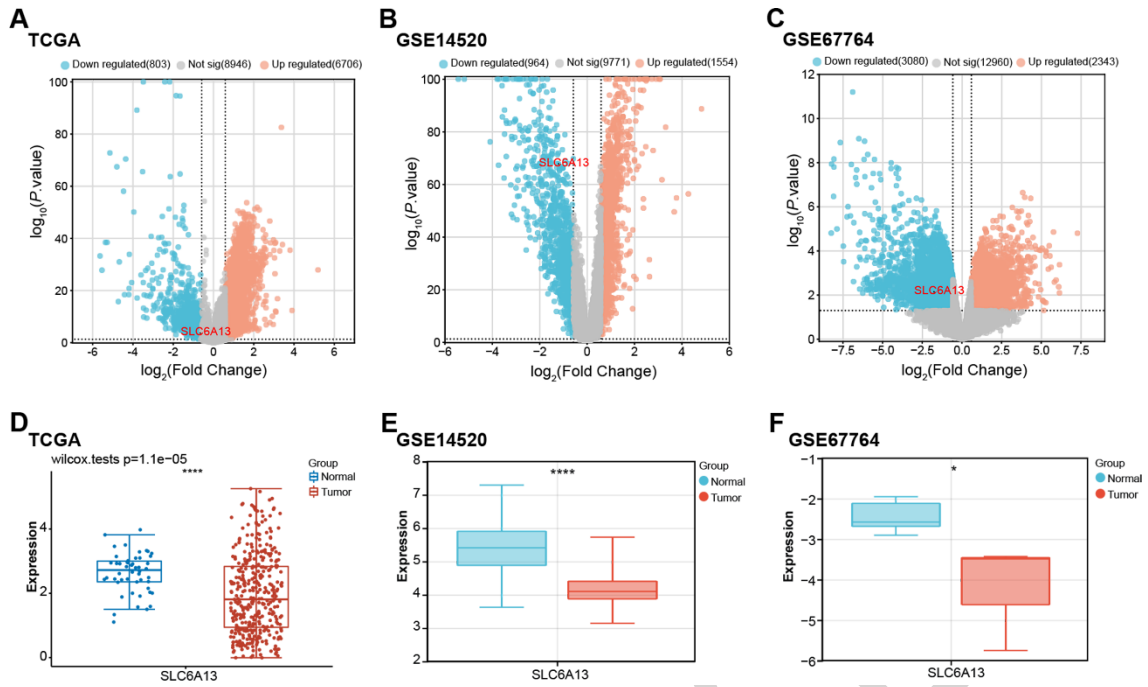 A
TCGA
Down regulated(803) Not sig(8946) Up regulated(6706)
100
80
60
40
20
0
log10(P.value)
SLC6A13
−6 −4 −2 0 2 4 6
log2(Fold Change)
B
GSE14520
Down regulated(964) Not sig(9771) Up regulated(1554)
100
80
60
40
20
0
log10(P.value)
SLC6A13
−6 −4 −2 0 2 4 6
log2(Fold Change)
C
GSE67764
Down regulated(3080) Not sig(12960) Up regulated(2343)
12
10
8
6
4
2
0
log10(P.value)
SLC6A13
−7.5 −5.0 −2.5 0.0 2.5 5.0 7.5
log2(Fold Change)
D
TCGA
wilcox.tests p=1.1e−05
****
Group
Normal
Tumor
4
2
0
Expression
SLC6A13
E
GSE14520
****
Group
Normal
Tumor
8
7
6
5
4
3
2
Expression
SLC6A13
F
GSE67764
*
Group
Normal
Tumor
−1
−2
−3
−4
−5
−6
Expression
SLC6A13